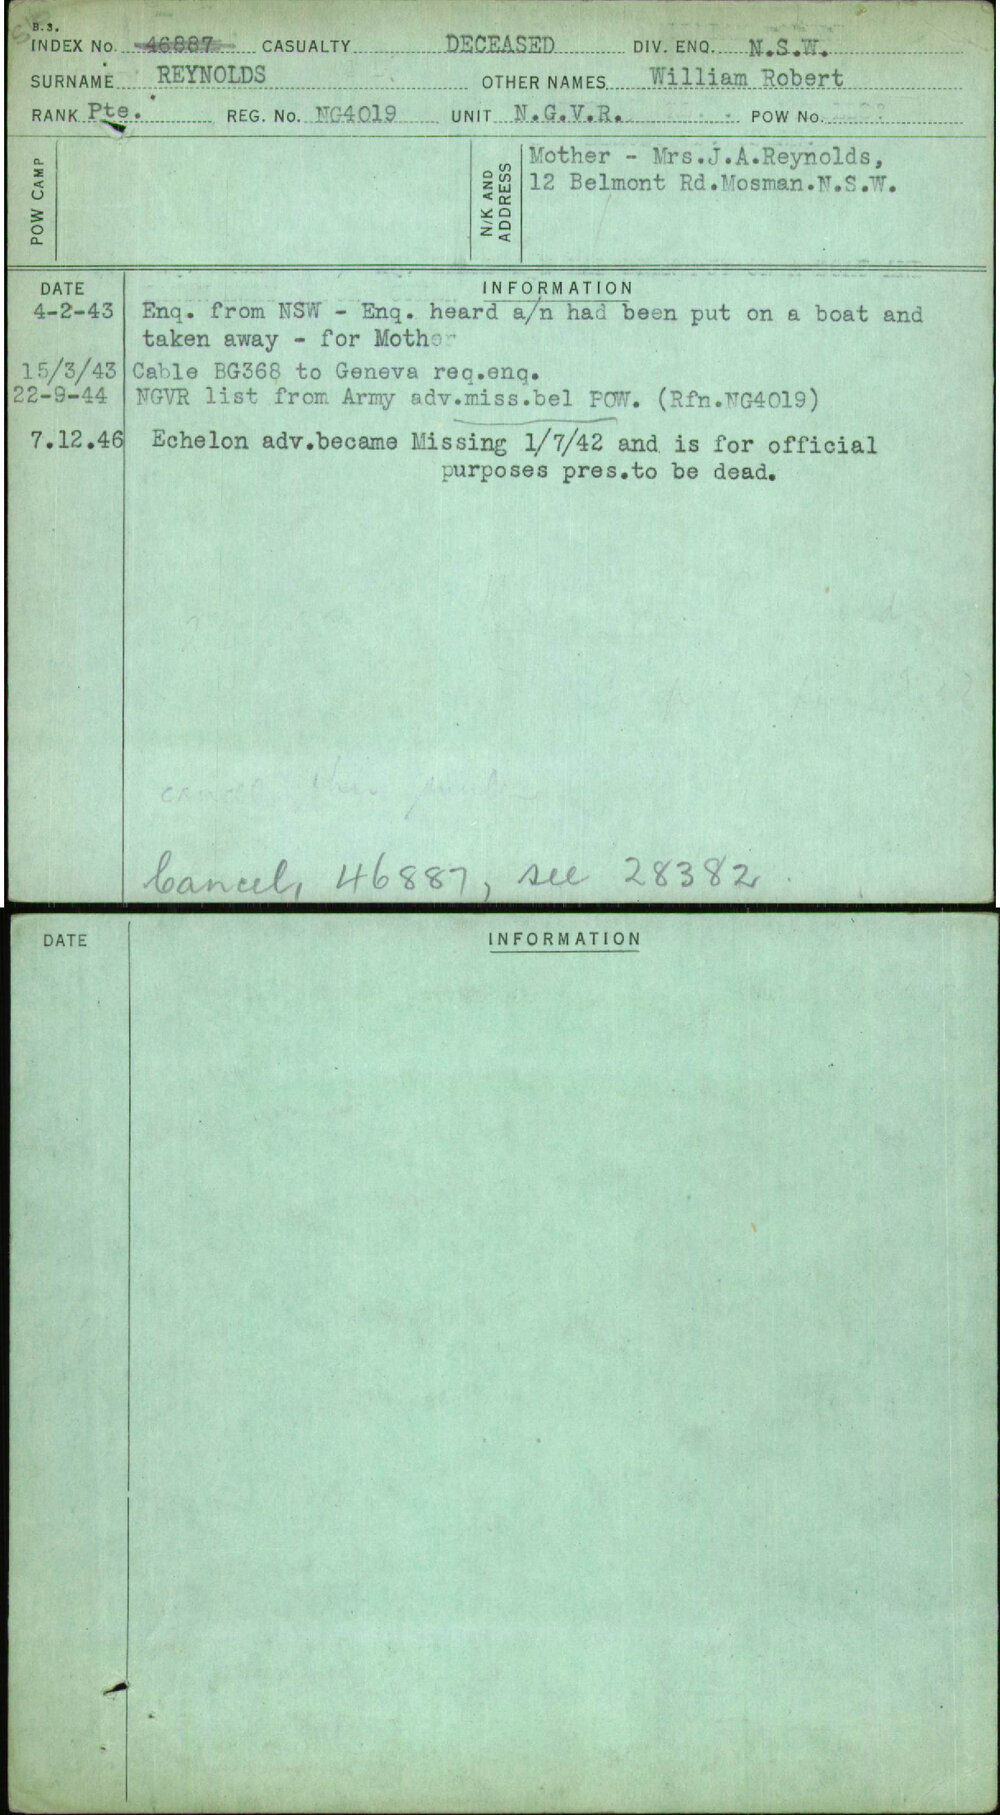 B.3.
INDEX No. 46887 CASUALTY DECEASED DIV. ENQ. N.S.W.
SURNAME REYNOLDS OTHER NAMES William Robert
RANK Pte. REG. No. NG4019 UNIT N.G.V.R. POW No.
POW CAMP
N/K AND ADDRESS
Mother - Mrs.J.A.Reynolds,
12 Belmont Rd.Mosman.N.S.W.
DATE INFORMATION
4-2-43 Enq. from NSW - Enq. heard a/n had been put on a boat and
taken away - for Mother
15/3/43 Cable BG368 to Geneva req.enq.
22-9-44 NGVR list from Army adv.miss.bel POW. (Rfn.NG4019)
7.12.46 Echelon adv.became Missing 1/7/42 and is for official
purposes pres.to be dead.
Cancel, 46887, see 28382
DATE INFORMATION